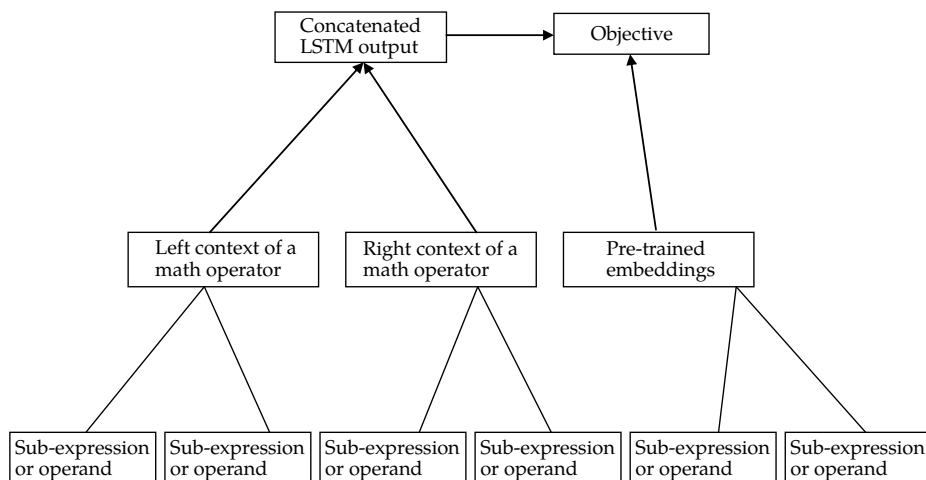 Concatenated
LSTM output
Objective
Left context of a
math operator
Right context of a
math operator
Pre-trained
embeddings
Sub-expression
or operand
Sub-expression
or operand
Sub-expression
or operand
Sub-expression
or operand
Sub-expression
or operand
Sub-expression
or operand